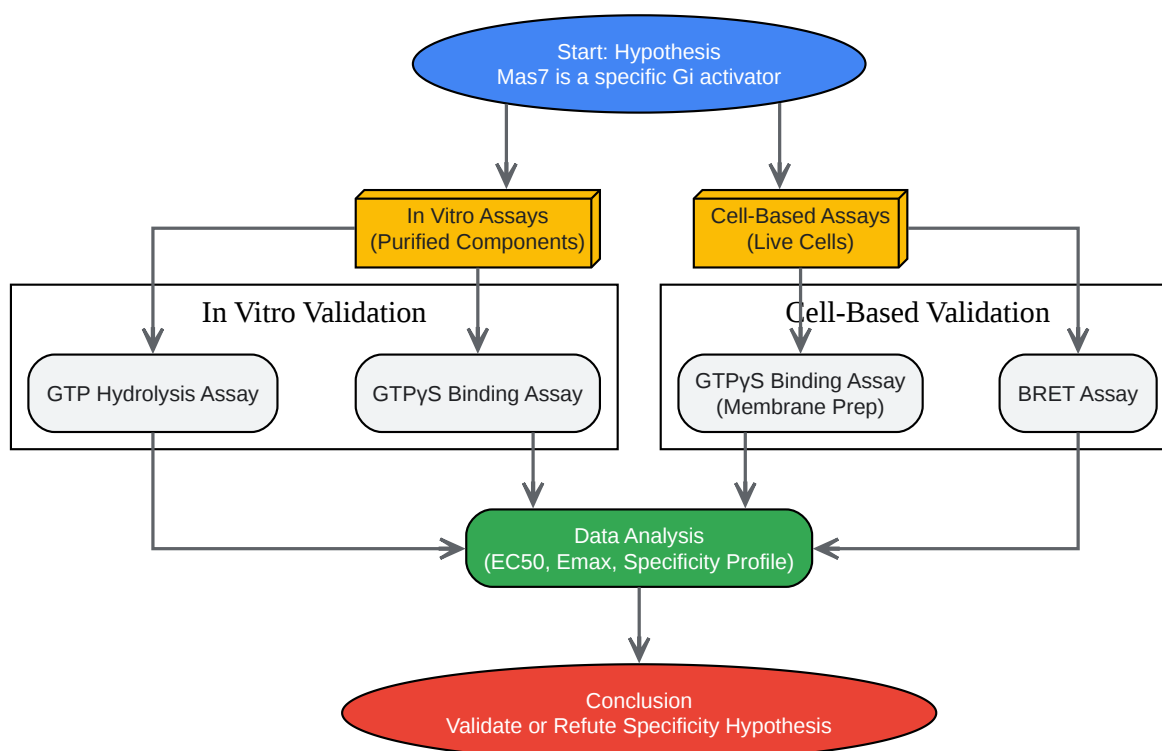 Start: Hypothesis
Mas7 is a specific Gi activator
In Vitro Assays
(Purified Components)
Cell-Based Assays
(Live Cells)
In Vitro Validation
Cell-Based Validation
GTP Hydrolysis Assay
GTPγS Binding Assay
GTPγS Binding Assay
(Membrane Prep)
BRET Assay
Data Analysis
(EC50, Emax, Specificity Profile)
Conclusion
Validate or Refute Specificity Hypothesis